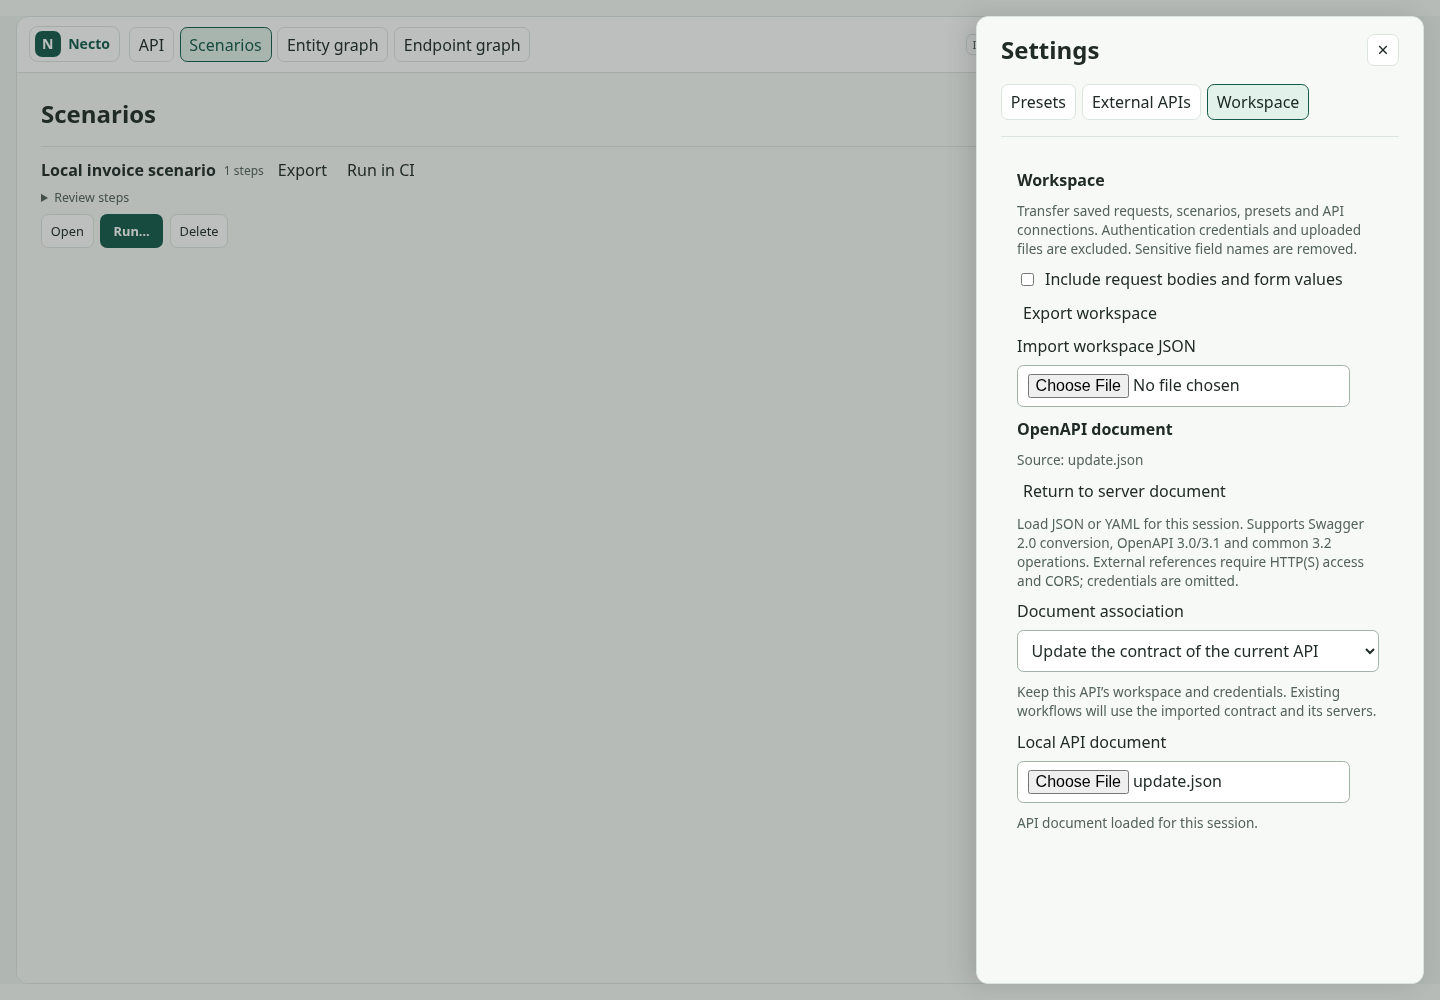 N Necto API Scenarios Entity graph Endpoint graph
Scenarios
Local invoice scenario 1 steps Export Run in CI
Review steps
Open Run... Delete
Settings ×
Presets External APIs Workspace
Workspace
Transfer saved requests, scenarios, presets and API
connections. Authentication credentials and uploaded
files are excluded. Sensitive field names are removed.
Include request bodies and form values
Export workspace
Import workspace JSON
Choose File No file chosen
OpenAPI document
Source: update.json
Return to server document
Load JSON or YAML for this session. Supports Swagger
2.0 conversion, OpenAPI 3.0/3.1 and common 3.2
operations. External references require HTTP(S) access
and CORS; credentials are omitted.
Document association
Update the contract of the current API
Keep this API’s workspace and credentials. Existing
workflows will use the imported contract and its servers.
Local API document
Choose File update.json
API document loaded for this session.